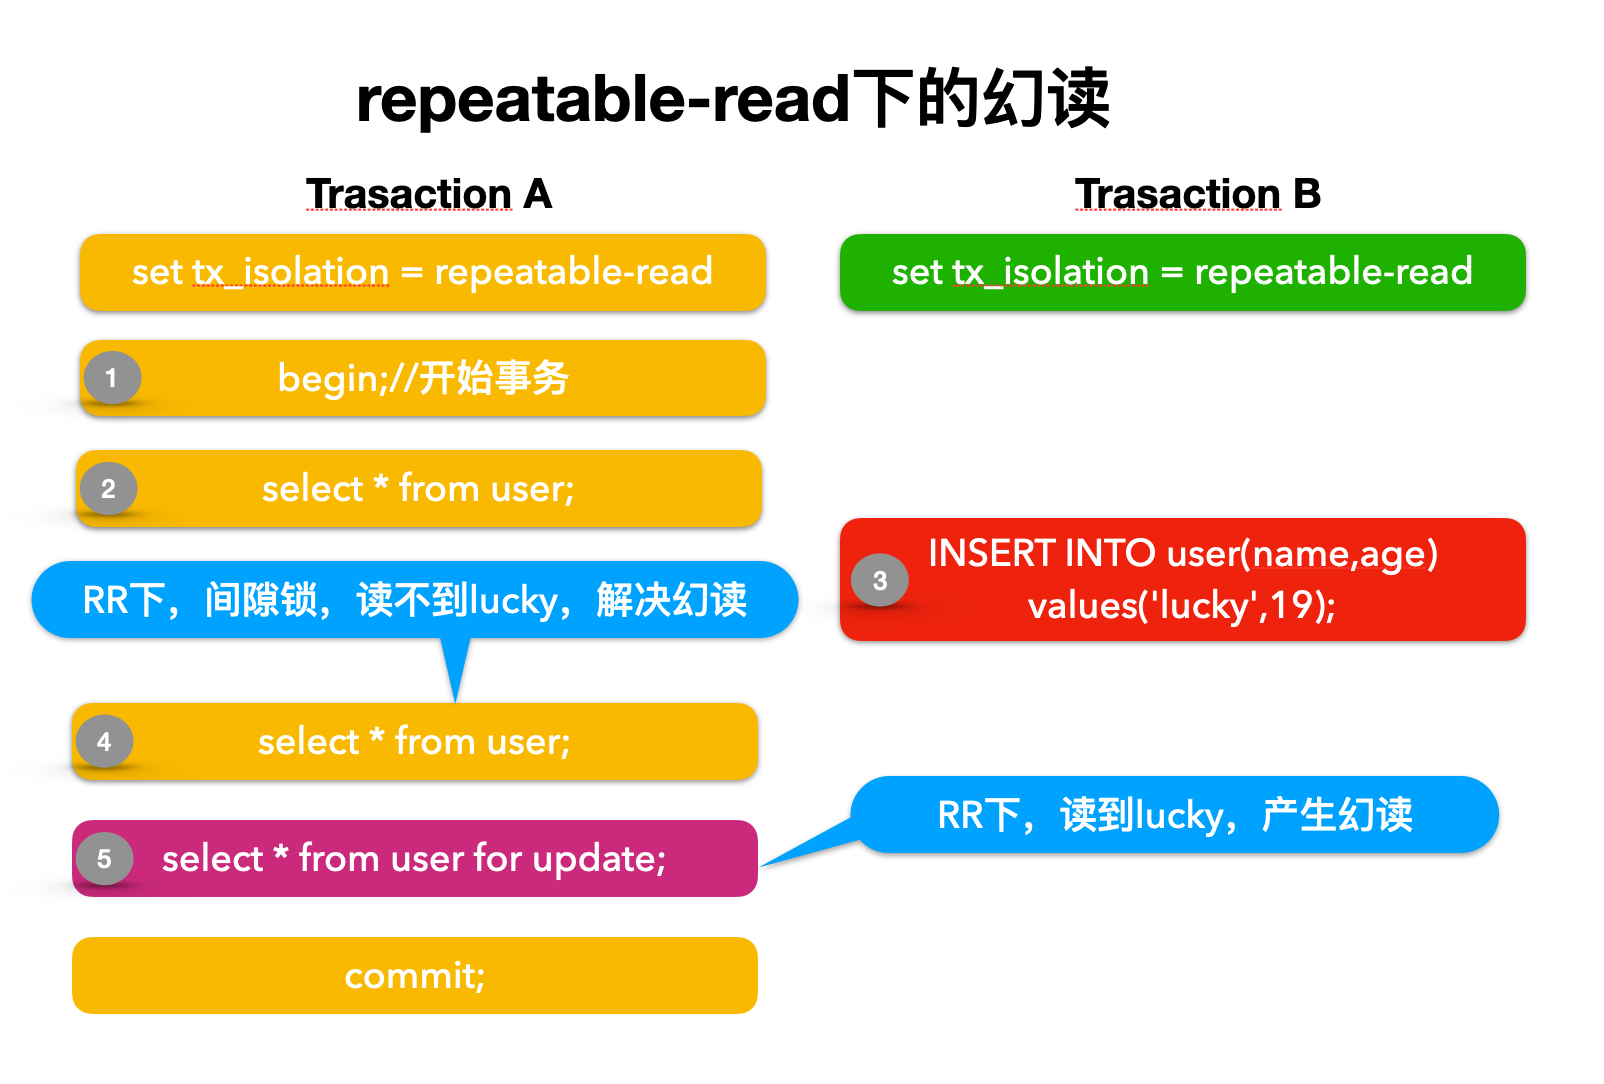 repeatable-read下的幻读
Trasaction A
Trasaction B
set tx_isolation = repeatable-read
set tx_isolation = repeatable-read
1
begin;//开始事务
2
select * from user;
3
INSERT INTO user(name,age)
values('lucky',19);
RR下，间隙锁，读不到lucky，解决幻读
4
select * from user;
RR下，读到lucky，产生幻读
5
select * from user for update;
commit;